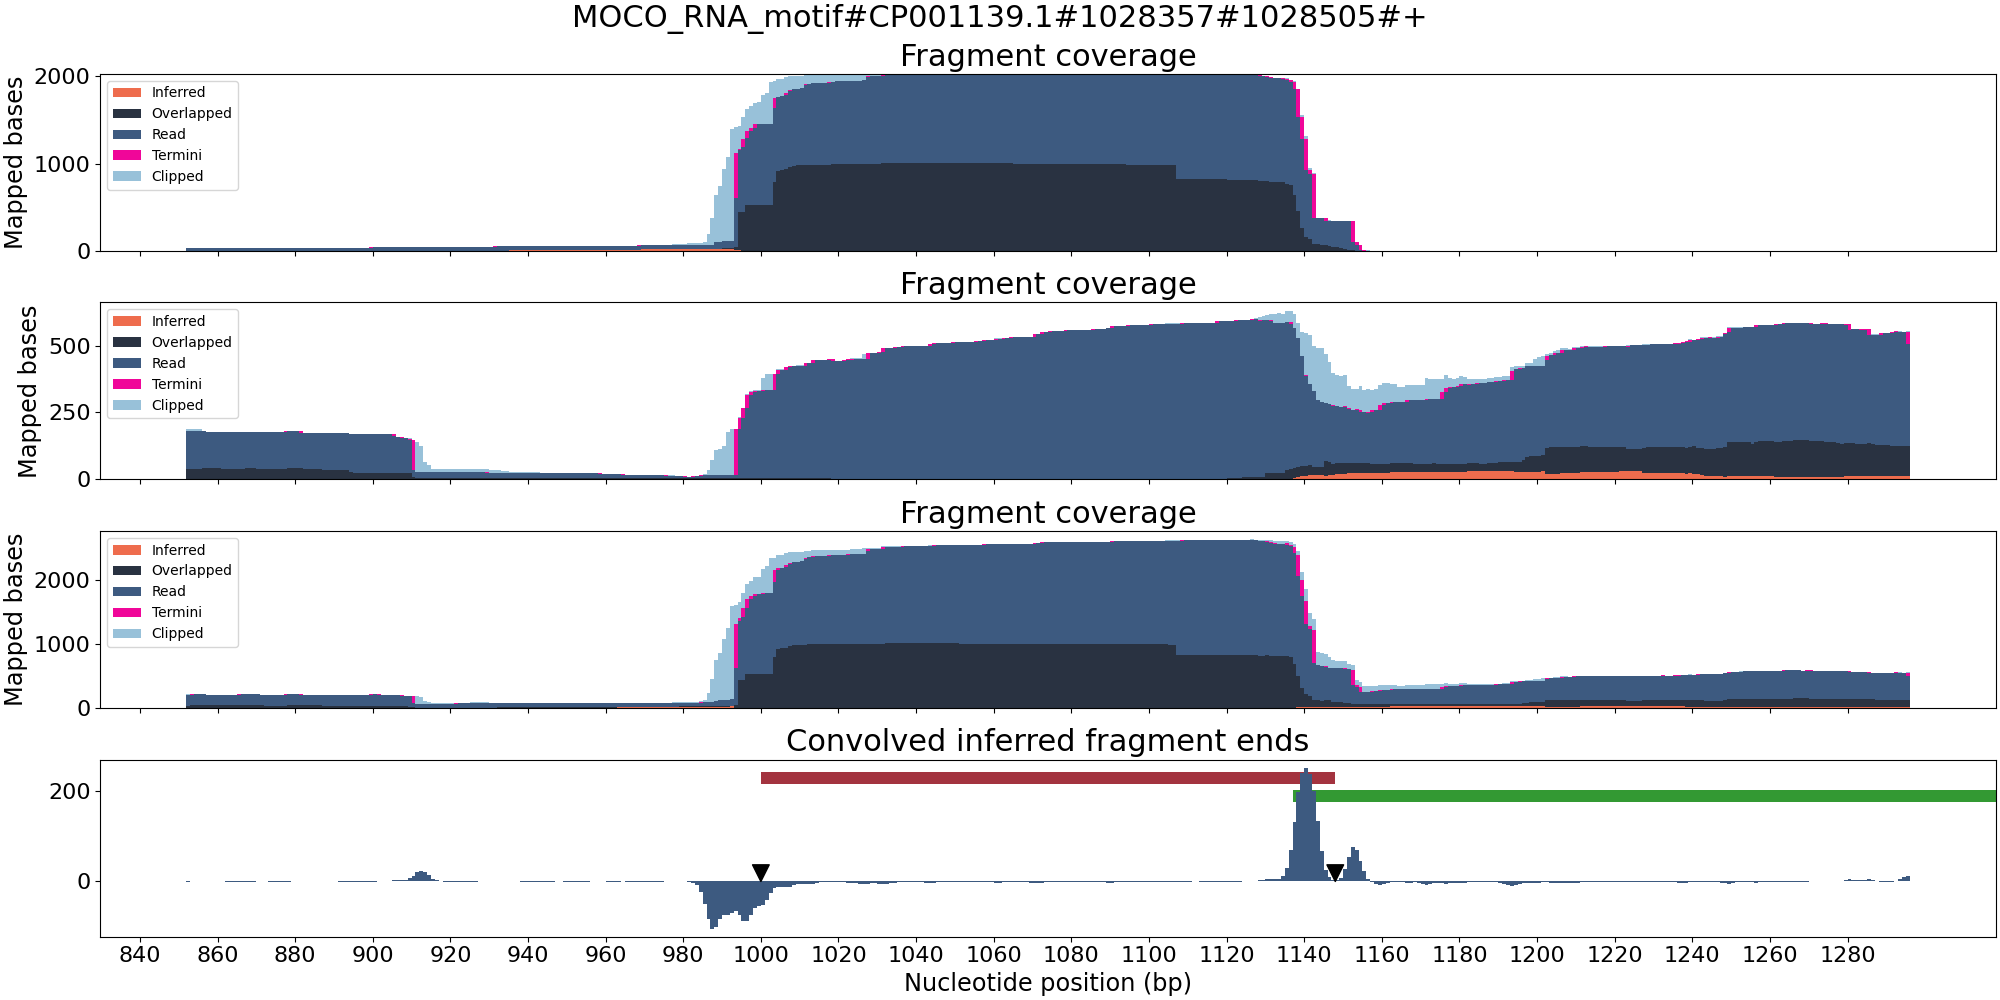 MOCO_RNA_motif#CP001139.1#1028357#1028505#+
Fragment coverage
Mapped bases
2000
1000
0
Inferred
Overlapped
Read
Termini
Clipped
Fragment coverage
Mapped bases
500
250
0
Inferred
Overlapped
Read
Termini
Clipped
Fragment coverage
Mapped bases
2000
1000
0
Inferred
Overlapped
Read
Termini
Clipped
Convolved inferred fragment ends
200
0
840 860 880 900 920 940 960 980 1000 1020 1040 1060 1080 1100 1120 1140 1160 1180 1200 1220 1240 1260 1280
Nucleotide position (bp)